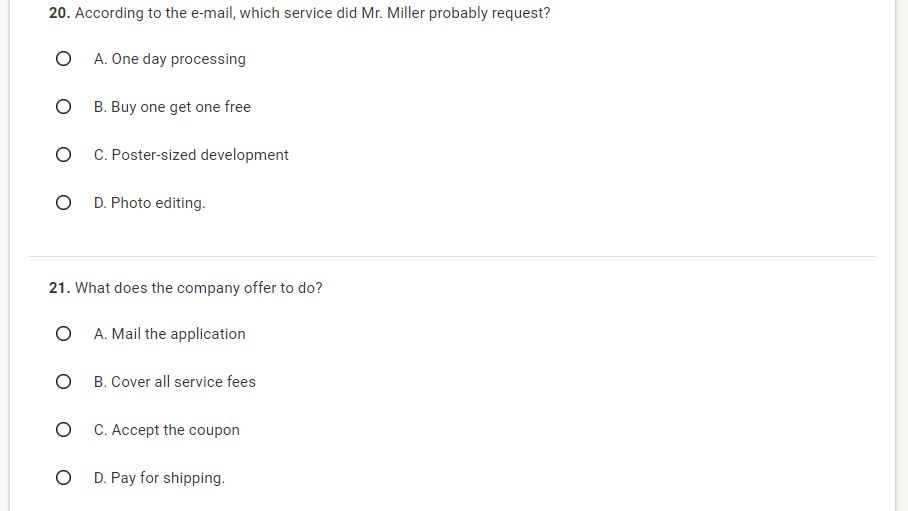 20. According to the e-mail, which service did Mr. Miller probably request?
A. One day processing
B. Buy one get one free
C. Poster-sized development
D. Photo editing.
21. What does the company offer to do?
A. Mail the application
B. Cover all service fees
C. Accept the coupon
D. Pay for shipping.